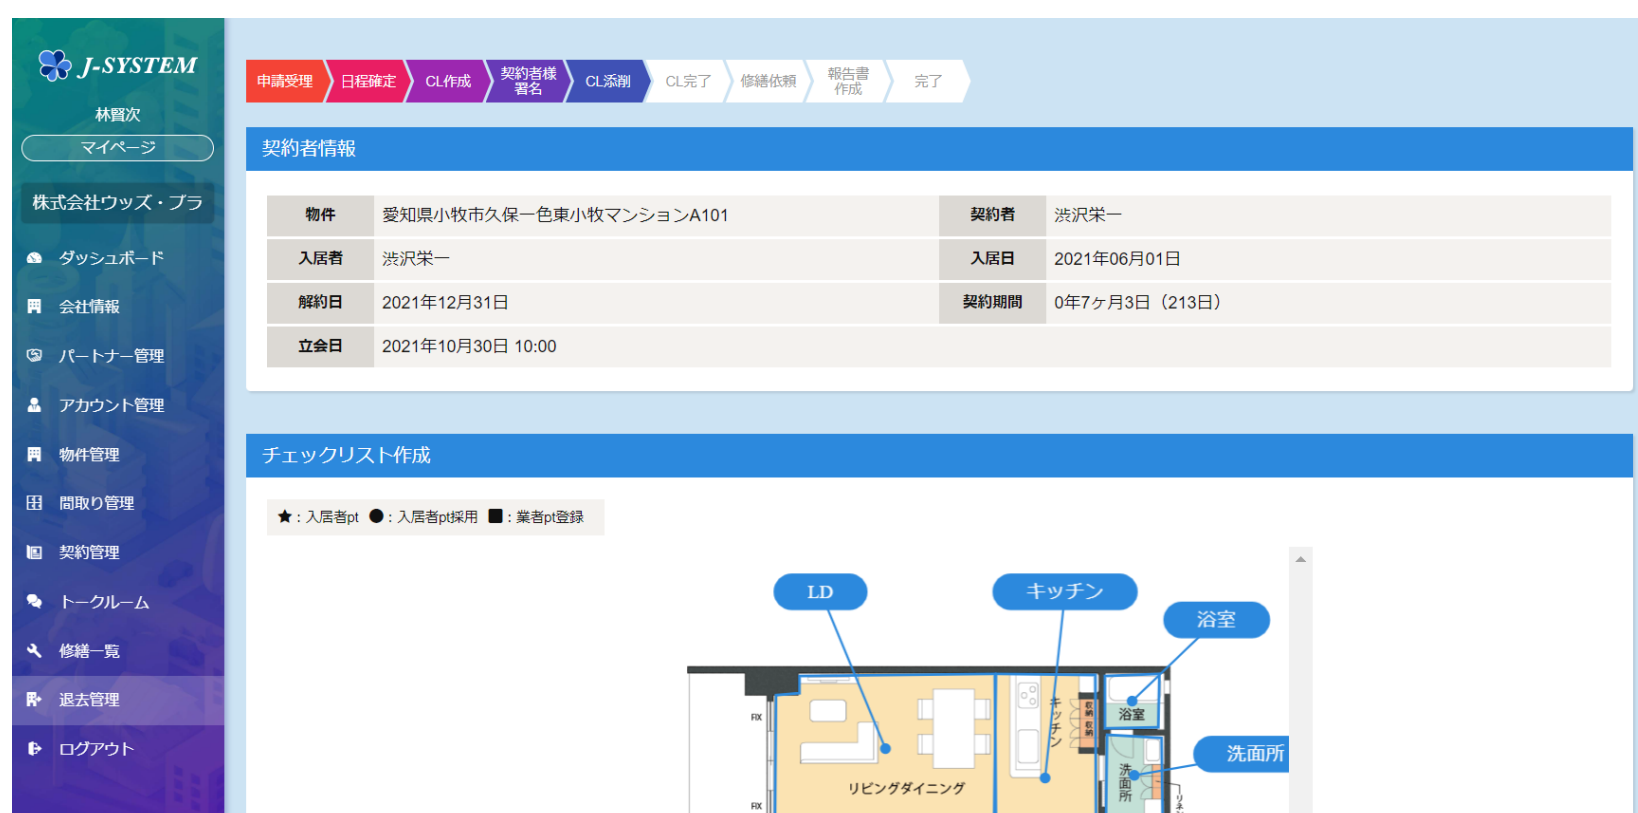 J-SYSTEM
林賢次
マイページ
株式会社ウッズ・プラ
ダッシュボード
会社情報
パートナー管理
アカウント管理
物件管理
間取り管理
契約管理
トークルーム
修繕一覧
退去管理
ログアウト
申請受理
日程確定
CL作成
契約者様
署名
CL添削
CL完了
修繕依頼
報告書
作成
完了
契約者情報
物件 愛知県小牧市久保一色東小牧マンションA101 契約者 渋沢栄一
入居者 渋沢栄一 入居日 2021年06月01日
解約日 2021年12月31日 契約期間 0年7ヶ月3日（213日）
立会日 2021年10月30日 10:00
チェックリスト作成
★：入居者pt ●：入居者pt採用 ■：業者pt登録
LD
キッチン
浴室
洗面所
FIX
キッチン
収納
収納
浴室
洗面所
リビングダイニング
FIX
リネン